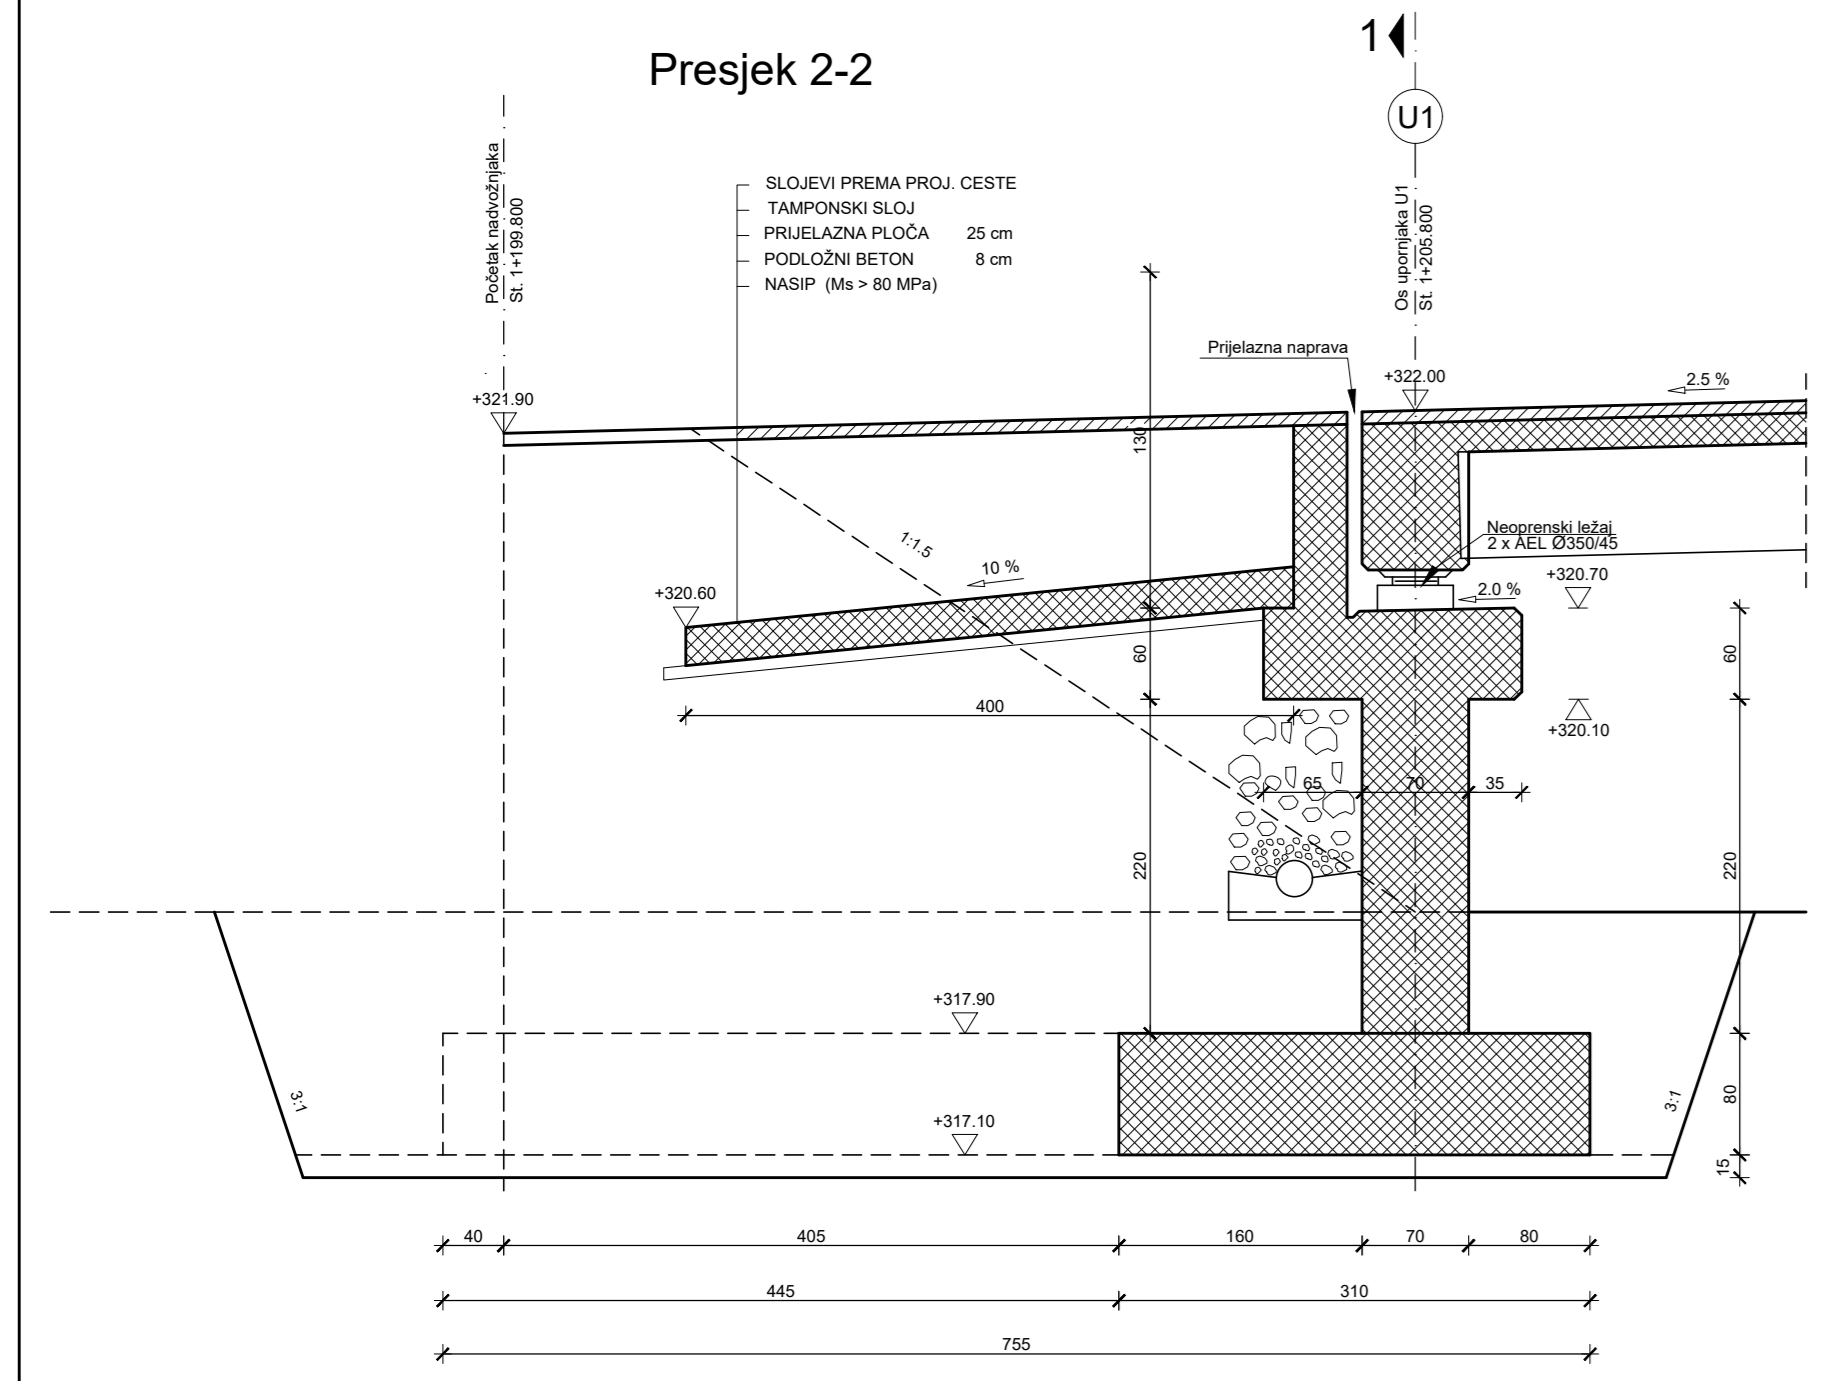 1
Presjek 2-2
U1
Početak nadvožnjaka
St. 1+199.800
SLOJEVI PREMA PROJ. CESTE
TAMPONSKI SLOJ
PRIJELAZNA PLOČA 25 cm
PODLOŽNI BETON 8 cm
NASIP (Ms > 80 MPa)
Os upornjaka U1
St. 1+205.800
Prijelazna naprava
+322.00
2.5 %
+321.90
130
Neoprenski ležaj
2 x AEL Ø350/45
1:1.5
10 %
+320.70
2.0 %
+320.60
60
60
400
+320.10
65
70
35
220
220
+317.90
3:1
3:1
80
+317.10
15
40
405
160
70
80
445
310
755